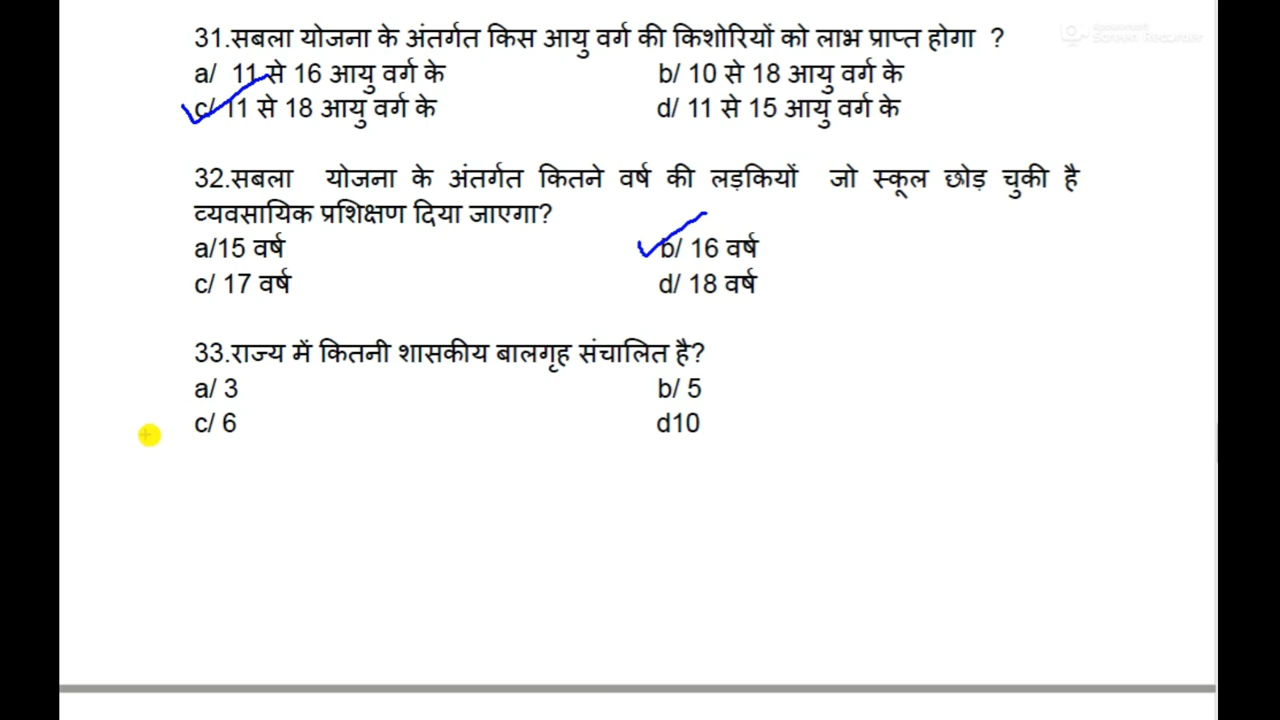 31.सबला योजना के अंतर्गत किस आयु वर्ग की किशोरियों को लाभ प्राप्त होगा ?
a/ 11 से 16 आयु वर्ग के b/ 10 से 18 आयु वर्ग के
c/ 11 से 18 आयु वर्ग के d/ 11 से 15 आयु वर्ग के
32.सबला योजना के अंतर्गत कितने वर्ष की लड़कियों जो स्कूल छोड़ चुकी है
व्यवसायिक प्रशिक्षण दिया जाएगा?
a/15 वर्ष b/ 16 वर्ष
c/ 17 वर्ष d/ 18 वर्ष
33.राज्य में कितनी शासकीय बालगृह संचालित है?
a/ 3 b/ 5
c/ 6 d10
Screen Recorder